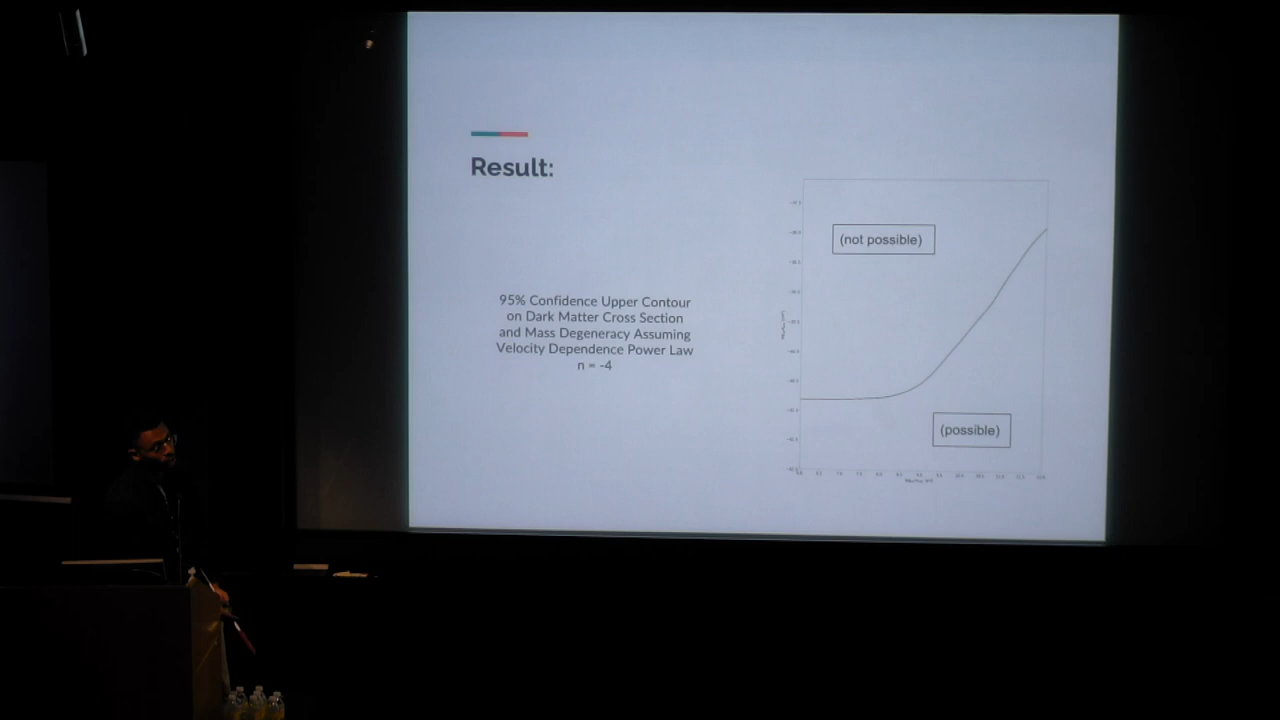 Result:
95% Confidence Upper Contour
on Dark Matter Cross Section
and Mass Degeneracy Assuming
Velocity Dependence Power Law
n = -4
(not possible)
(possible)